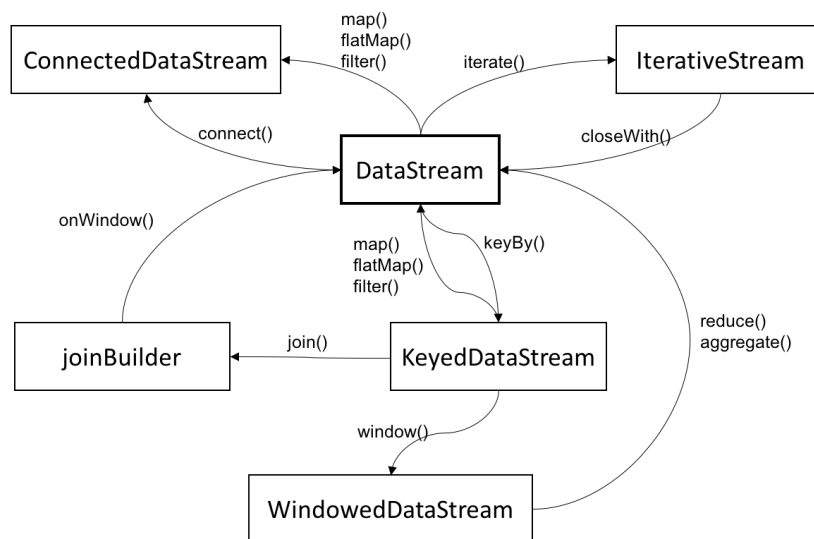 map()
flatMap()
filter()
ConnectedDataStream
iterate()
IterativeStream
connect()
closeWith()
DataStream
onWindow()
map()
flatMap()
filter()
keyBy()
reduce()
aggregate()
joinBuilder
join()
KeyedDataStream
window()
WindowedDataStream